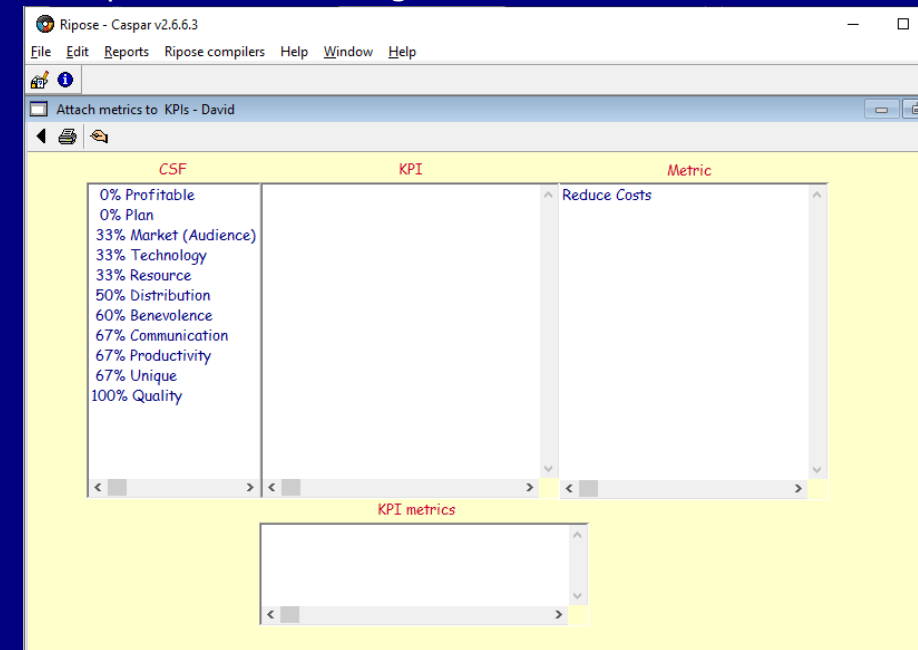 Ripose - Caspar v2.6.6.3
File Edit Reports Ripose compilers Help Window Help
Attach metrics to KPIs - David
CSF KPI Metric
0% Profitable
0% Plan
33% Market (Audience)
33% Technology
33% Resource
50% Distribution
60% Benevolence
67% Communication
67% Productivity
67% Unique
100% Quality
Reduce Costs
KPI metrics